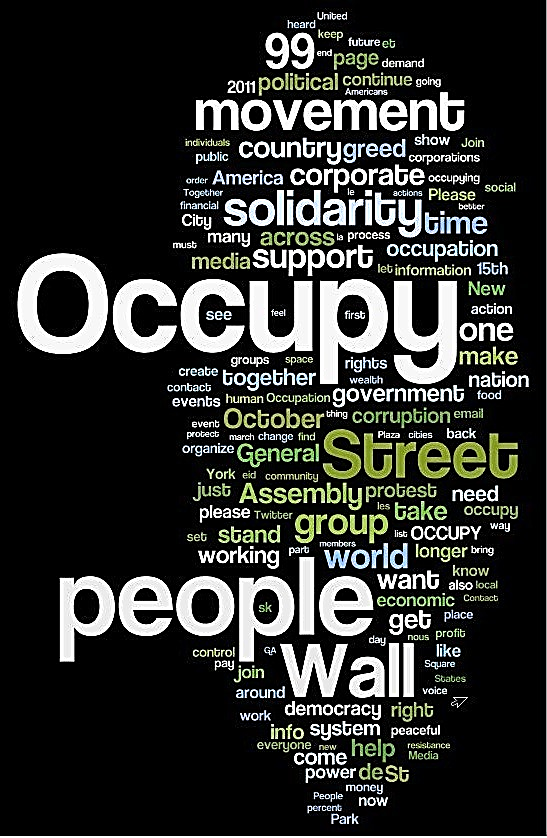 United
heard
keep
99 end future et
page demand
2011 political continue going
Americans
movement
individuals country greed show Join
public corporations
order America corporate occupying
Together le actions Please social
financial solidarity better
City time
many across la process
must support occupation
media let information 15th
Occupy New
see feel first action
one
groups space rights make
create together wealth nation
contact government food
events human Occupation
October thing corruption email
event
protect march change find Plaza cities back
organize General Street
York eid community
just Assembly protest need
les
please Twitter group take occupy
set stand list OCCUPY way
members
working part world longer bring
people want know
also local
sk economic Contact
get place
day nous profit
control GA Wall like
pay Square
join States
around voice
democracy right
work
info system peaceful
everyone new help resistance
come Media
power de St
money
People now
percent
Park